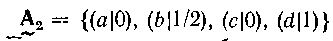 A₂ = {(a|0), (b|1/2), (c|0), (d|1)}